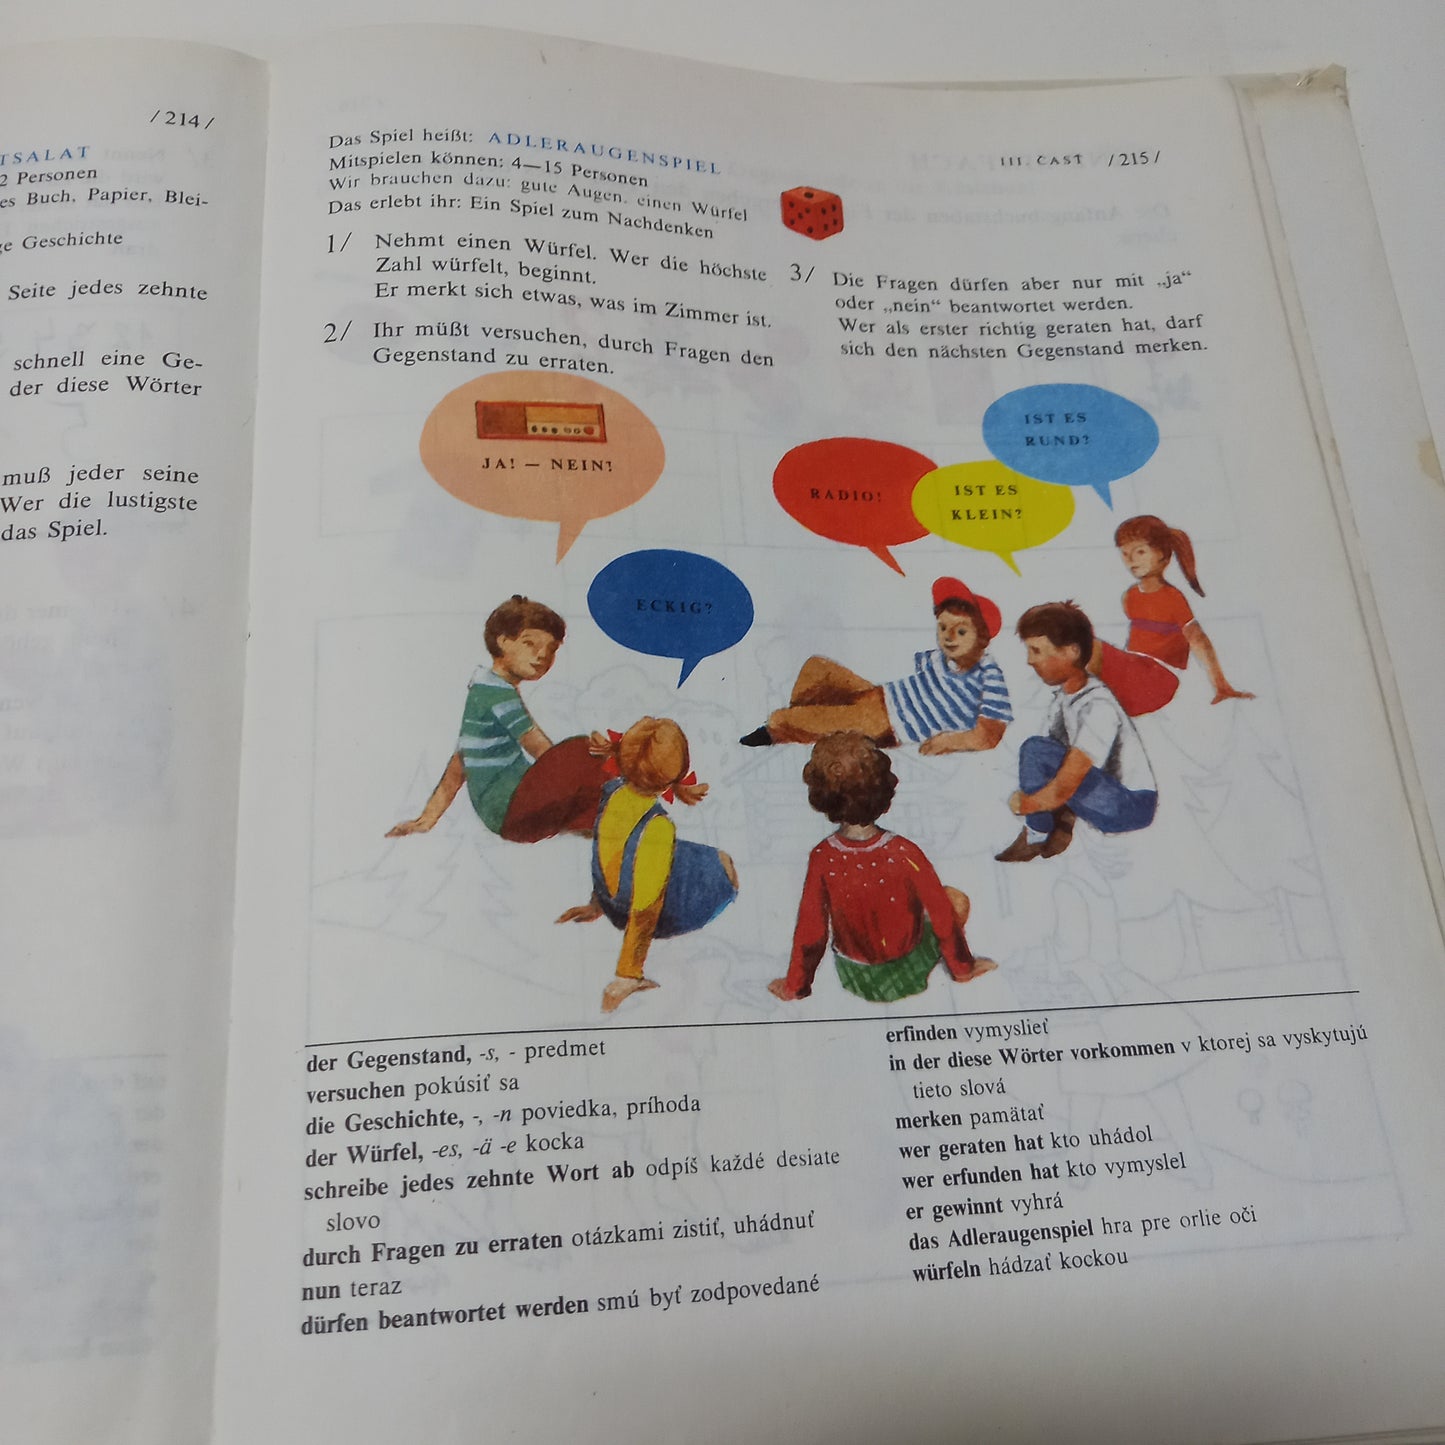 /214/
TSALAT
2 Personen
es Buch, Papier, Blei-
ge Geschichte
Seite jedes zehnte
schnell eine Ge-
der diese Wörter
muß jeder seine
Wer die lustigste
das Spiel.
III. ČASŤ /215/
Das Spiel heißt: ADLERAUGENSPIEL
Mitspielen können: 4—15 Personen
Wir brauchen dazu: gute Augen, einen Würfel
Das erlebt ihr: Ein Spiel zum Nachdenken
1/ Nehmt einen Würfel. Wer die höchste
Zahl würfelt, beginnt.
Er merkt sich etwas, was im Zimmer ist.
2/ Ihr müßt versuchen, durch Fragen den
Gegenstand zu erraten.
3/ Die Fragen dürfen aber nur mit „ja“
oder „nein“ beantwortet werden.
Wer als erster richtig geraten hat, darf
sich den nächsten Gegenstand merken.
JA! — NEIN!
ECKIG?
RADIO!
IST ES
KLEIN?
IST ES
RUND?
der Gegenstand, -s, - predmet
versuchen pokúsiť sa
die Geschichte, -, -n poviedka, príhoda
der Würfel, -es, -ä -e kocka
schreibe jedes zehnte Wort ab odpíš každé desiate
slovo
durch Fragen zu erraten otázkami zistiť, uhádnuť
nun teraz
dürfen beantwortet werden smú byť zodpovedané
erfinden vymyslieť
in der diese Wörter vorkommen v ktorej sa vyskytujú
tieto slová
merken pamätať
wer geraten hat kto uhádol
wer erfunden hat kto vymyslel
er gewinnt vyhrá
das Adleraugenspiel hra pre orlie oči
würfeln hádzať kockou